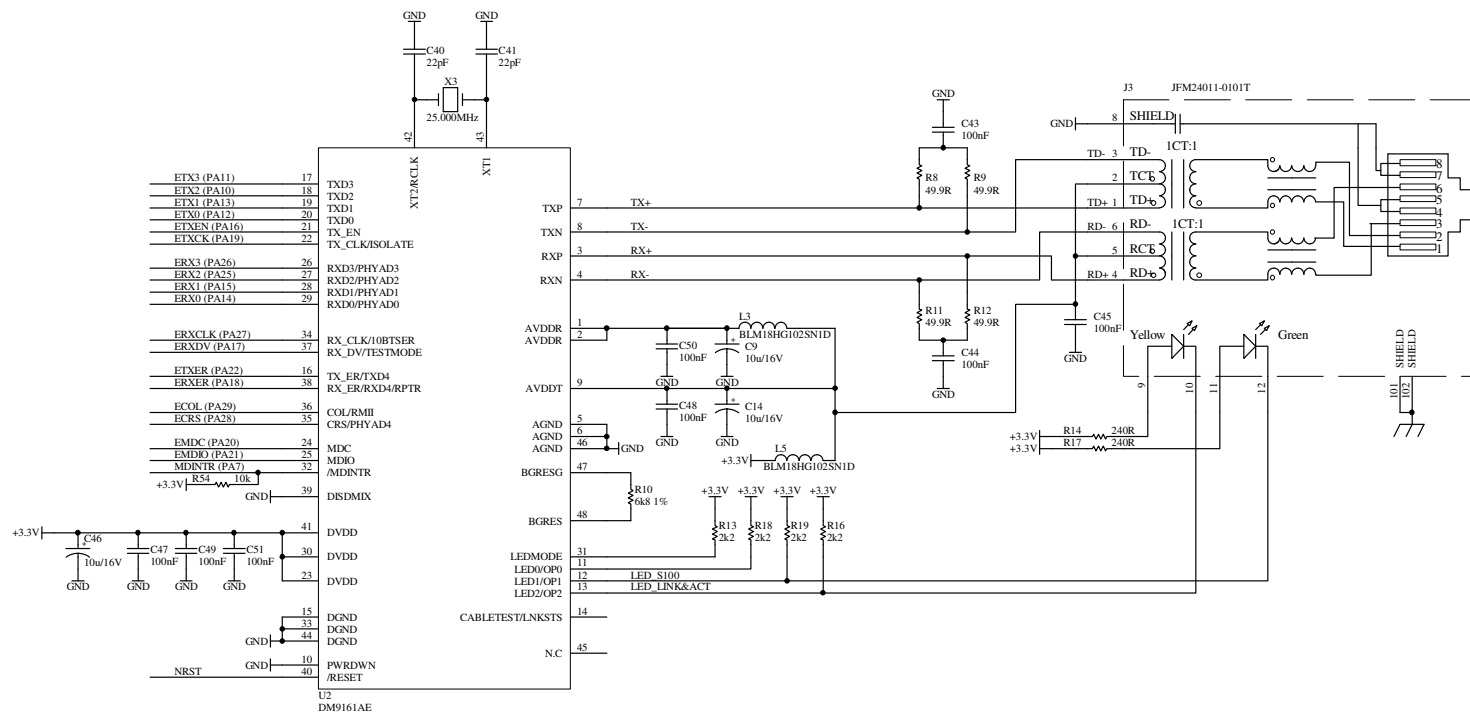 GND
GND
C40
22pF
C41
22pF
X3
25.000MHz
42
43
XT2/RCLK
XT1
ETX3 (PA11)
17
TXD3
ETX2 (PA10)
18
TXD2
ETX1 (PA13)
19
TXD1
ETX0 (PA12)
20
TXD0
ETXEN (PA16)
21
TX_EN
ETXCK (PA19)
22
TX_CLK/ISOLATE
ERX3 (PA26)
26
RXD3/PHYAD3
ERX2 (PA25)
27
RXD2/PHYAD2
ERX1 (PA15)
28
RXD1/PHYAD1
ERX0 (PA14)
29
RXD0/PHYAD0
ERXCLK (PA27)
34
RX_CLK/10BTSER
ERXDV (PA17)
37
RX_DV/TESTMODE
ETXER (PA22)
16
TX_ER/TXD4
ERXER (PA18)
38
RX_ER/RXD4/RPTR
ECOL (PA29)
36
COL/RMII
ECRS (PA28)
35
CRS/PHYAD4
EMDC (PA20)
24
MDC
EMDIO (PA21)
25
MDIO
MDINTR (PA7)
32
/MDINTR
+3.3V
R54
10k
GND
39
DISDMIX
+3.3V
41
DVDD
30
DVDD
23
DVDD
C46
10u/16V
C47
100nF
C49
100nF
C51
100nF
GND
GND
GND
GND
15
DGND
33
DGND
44
DGND
GND
GND
10
PWRDWN
NRST
40
/RESET
U2
DM9161AE
TXP
7
TX+
TXN
8
TX-
RXP
3
RX+
RXN
4
RX-
AVDDR
1
AVDDR
2
AVDDT
9
AGND
5
AGND
6
AGND
46
GND
BGRESG
47
BGRES
48
R10
6k8 1%
LEDMODE
31
LED0/OP0
11
LED1/OP1
12
LED_S100
LED2/OP2
13
LED_LINK&ACT
CABLETEST/LNKSTS
14
N.C
45
C50
100nF
C9
10u/16V
GND
GND
L3
BLM18HG102SN1D
C48
100nF
C14
10u/16V
GND
GND
+3.3V
L5
BLM18HG102SN1D
+3.3V
+3.3V
+3.3V
+3.3V
R13
2k2
R18
2k2
R19
2k2
R16
2k2
GND
C43
100nF
R8
49.9R
R9
49.9R
R11
49.9R
R12
49.9R
C44
100nF
GND
C45
100nF
GND
J3
JFM24011-0101T
GND
8
SHIELD
TD-
3
TD-
1CT:1
2
TCT
TD+
1
TD+
RD-
6
RD-
1CT:1
5
RCT
RD+
4
RD+
8
7
6
5
4
3
2
1
Yellow
Green
9
10
11
12
SHIELD
SHIELD
101
102
+3.3V
R14
240R
+3.3V
R17
240R